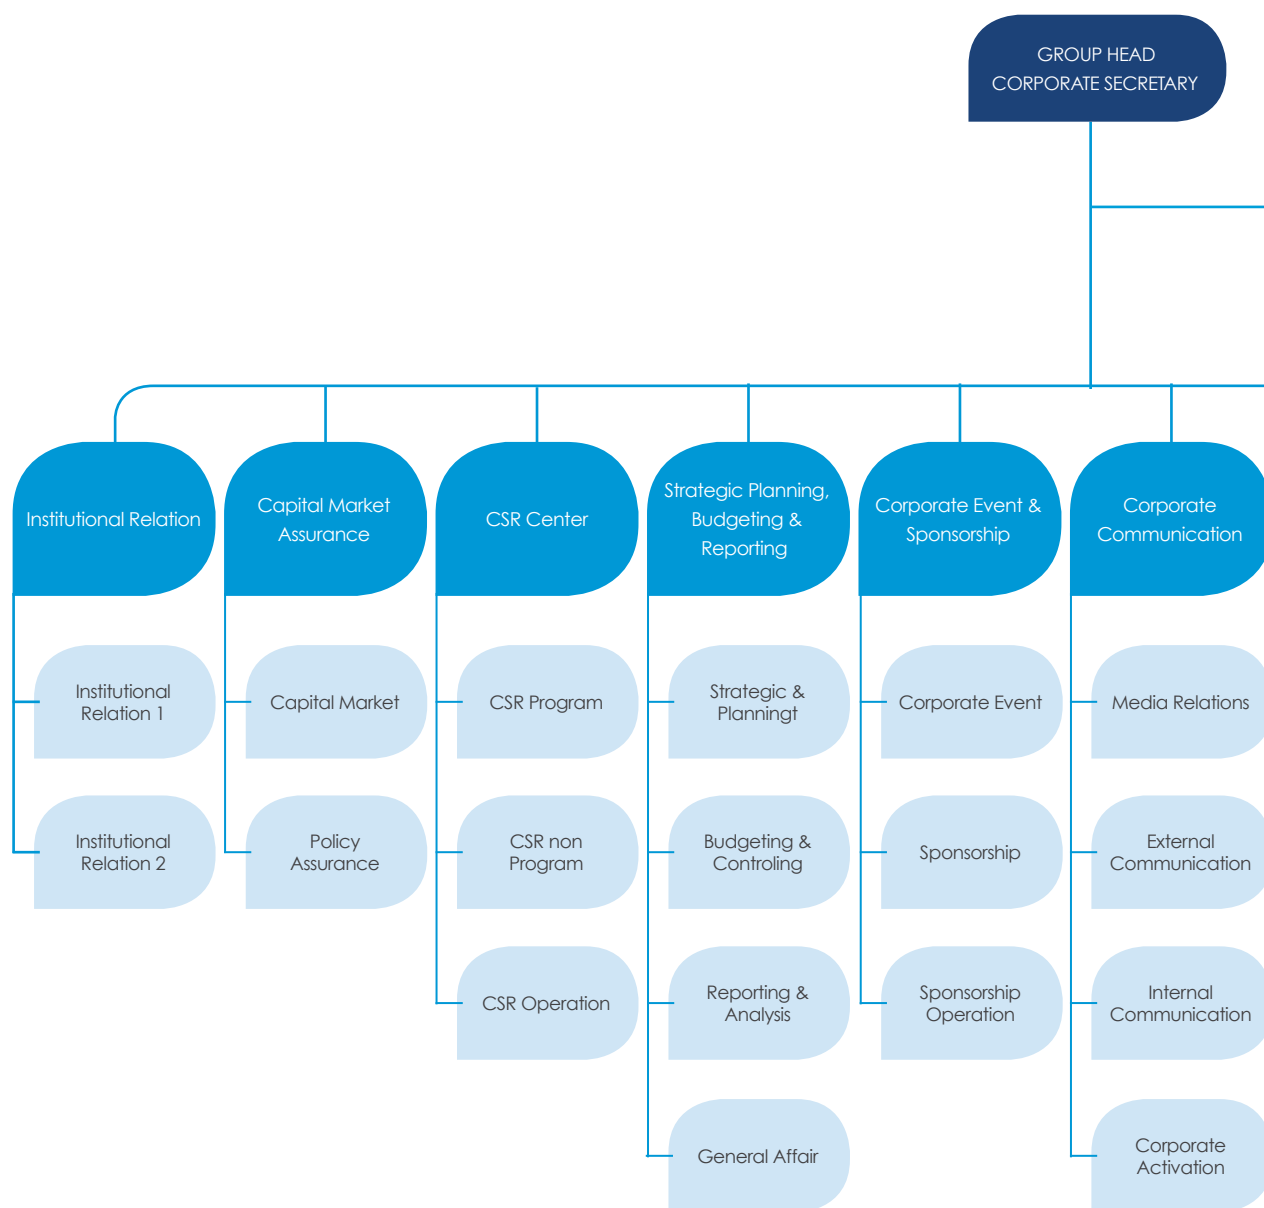 GROUP HEAD
CORPORATE SECRETARY
Institutional Relation
Capital Market
Assurance
CSR Center
Strategic Planning,
Budgeting &
Reporting
Corporate Event &
Sponsorship
Corporate
Communication
Institutional
Relation 1
Capital Market
CSR Program
Strategic &
Planningt
Corporate Event
Media Relations
Institutional
Relation 2
Policy
Assurance
CSR non
Program
Budgeting &
Controling
Sponsorship
External
Communication
CSR Operation
Reporting &
Analysis
Sponsorship
Operation
Internal
Communication
General Affair
Corporate
Activation